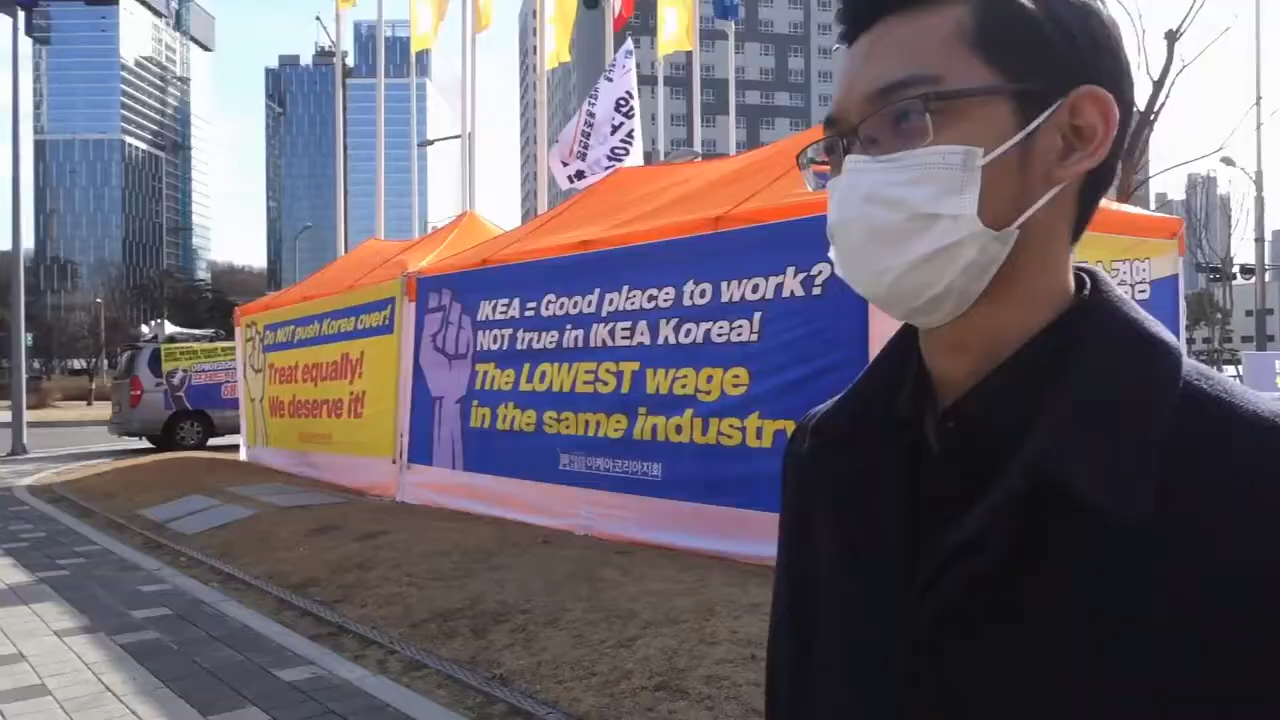 Do NOT push Korea over!
Treat equally!
We deserve it!
IKEA = Good place to work?
NOT true in IKEA Korea!
The LOWEST wage
in the same industry
이케아코리아지회
경영